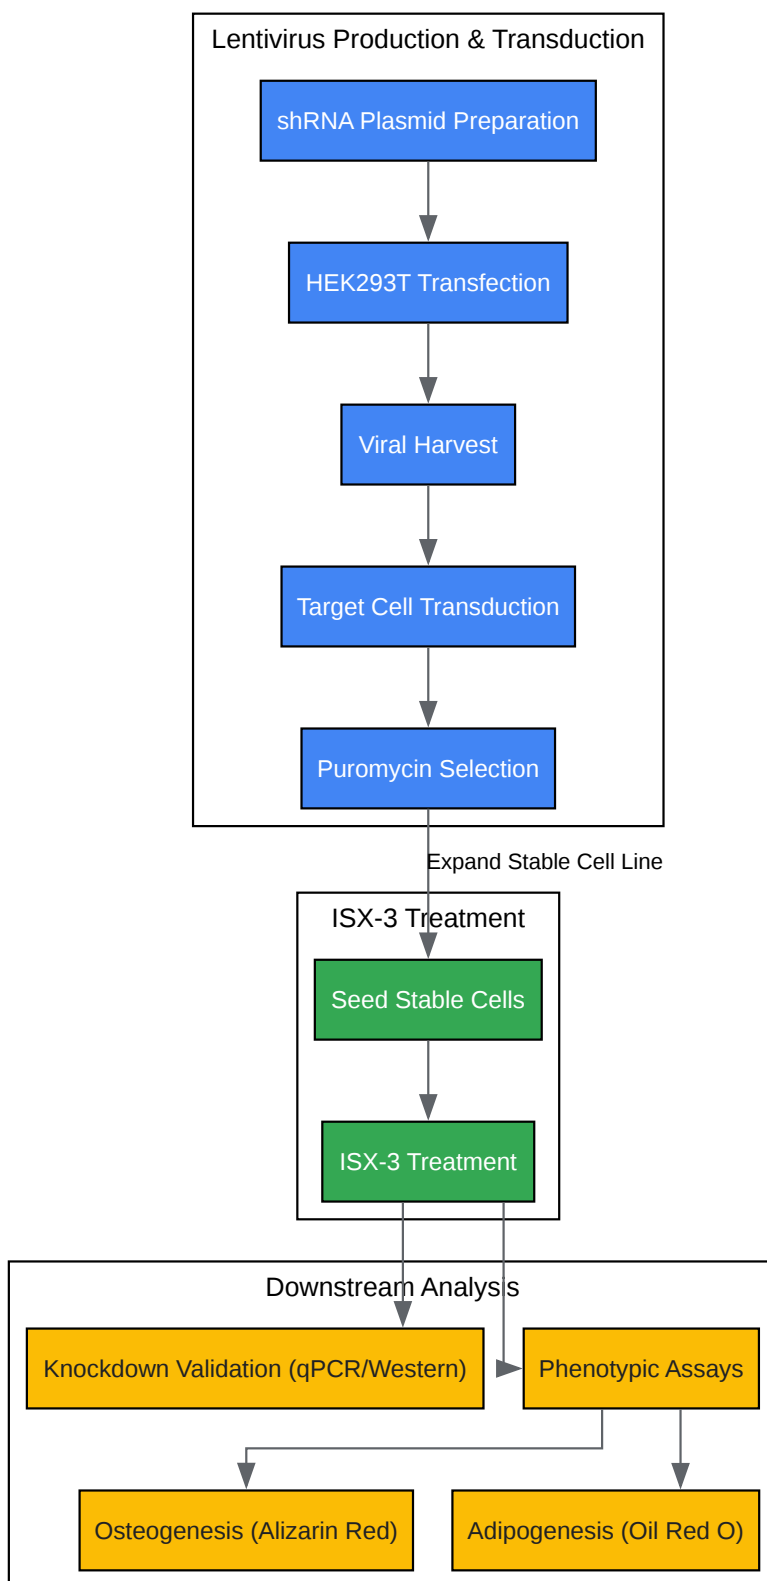 Lentivirus Production & Transduction
shRNA Plasmid Preparation
HEK293T Transfection
Viral Harvest
Target Cell Transduction
Puromycin Selection
Expand Stable Cell Line
ISX-3 Treatment
Seed Stable Cells
ISX-3 Treatment
Downstream Analysis
Knockdown Validation (qPCR/Western)
Phenotypic Assays
Osteogenesis (Alizarin Red)
Adipogenesis (Oil Red O)